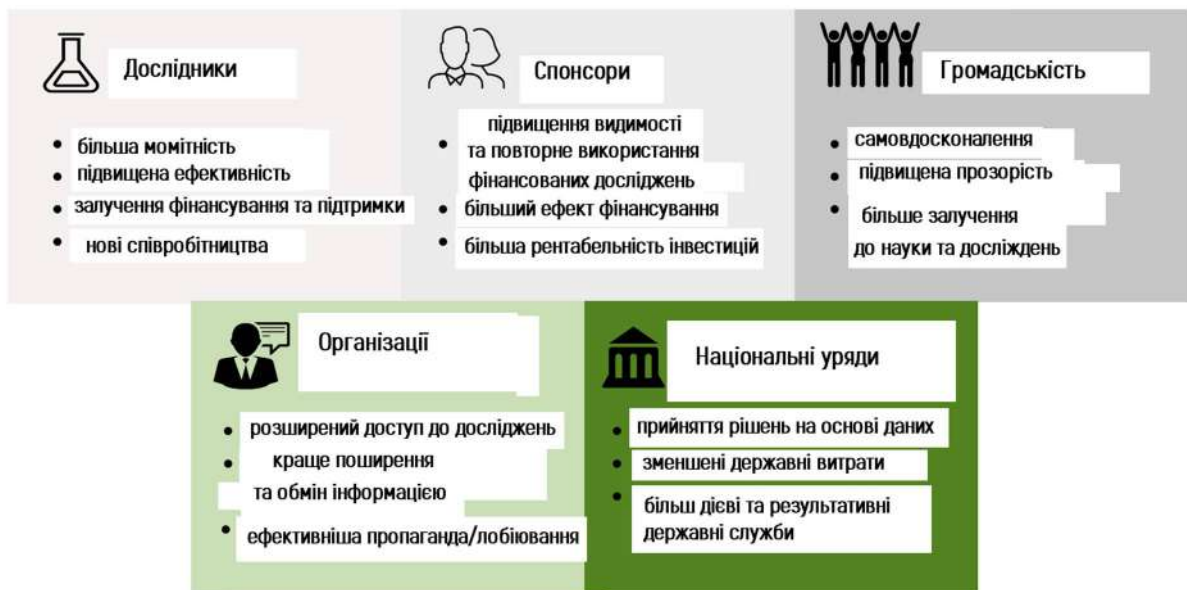 Дослідники
• більша момітність
• підвищена ефективність
• залучення фінансування та підтримки
• нові співробітництва
Спонсори
• підвищення видимості
та повторне використання
фінансованих досліджень
• більший ефект фінансування
• більша рентабельність інвестицій
Громадськість
• самовдосконалення
• підвищена прозорість
• більше залучення
до науки та досліждень
Організації
• розширений доступ до досліджень
• краще поширення
та обмін інформацією
• ефективніша пропаганда/лобіювання
Національні уряди
• прийняття рішень на основі даних
• зменшені державні витрати
• більш дієві та результативні
державні служби